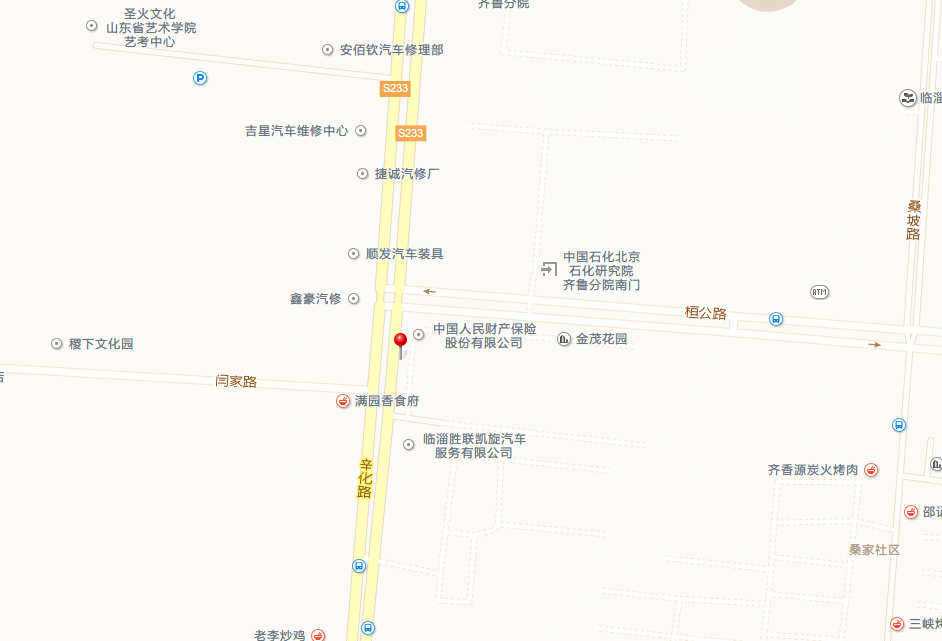 齐鲁分院
圣火文化
山东省艺术学院
艺考中心
安佰钦汽车修理部
P
S233
临淄
吉星汽车维修中心
S233
捷诚汽修厂
桑坡路
顺发汽车装具
中国石化北京
石化研究院
齐鲁分院南门
鑫豪汽修
ATM
桓公路
中国人民财产保险
股份有限公司
金茂花园
稷下文化园
闫家路
满园香食府
临淄胜联凯旋汽车
服务有限公司
辛化路
齐香源炭火烤肉
邵记
桑家社区
三峡烤
老李炒鸡